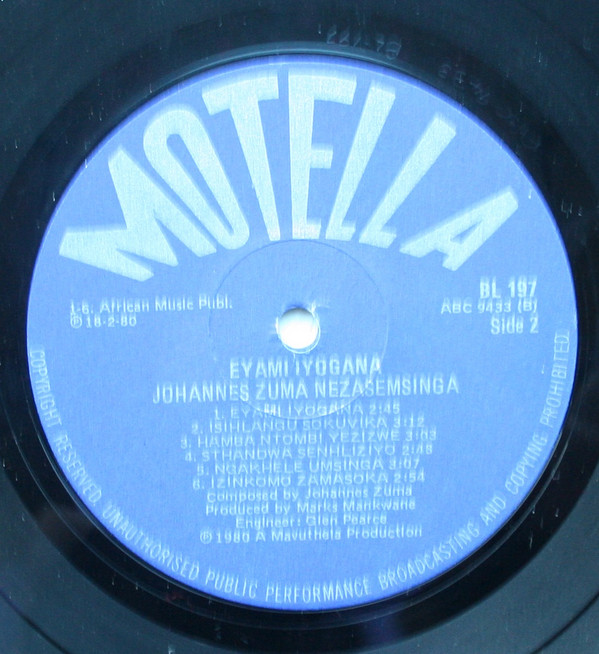 MOTELLA
1-6: African Music Publ.
℗ 18-2-80
BL 197
ABC 9433 (B)
Side 2
EYAMI IYOGANA
JOHANNES ZUMA NEZASEMSINGA
1. EYAMI IYOGANA 2:45
2. ISIHLANGU SOKUVIKA 3:12
3. HAMBA NTOMBI YEZIZWE 3:03
4. STHANDWA SENHLIZIYO 2:48
5. NGAKHELE UMSINGA 3:07
6. IZINKOMO ZAMASOKA 2:54
Composed by Johannes Zuma
Produced by Marks Mankwane
Engineer: Glen Pearce
℗ 1980 A Mavuthela Production
COPYRIGHT RESERVED. UNAUTHORISED PUBLIC PERFORMANCE BROADCASTING AND COPYING PROHIBITED.